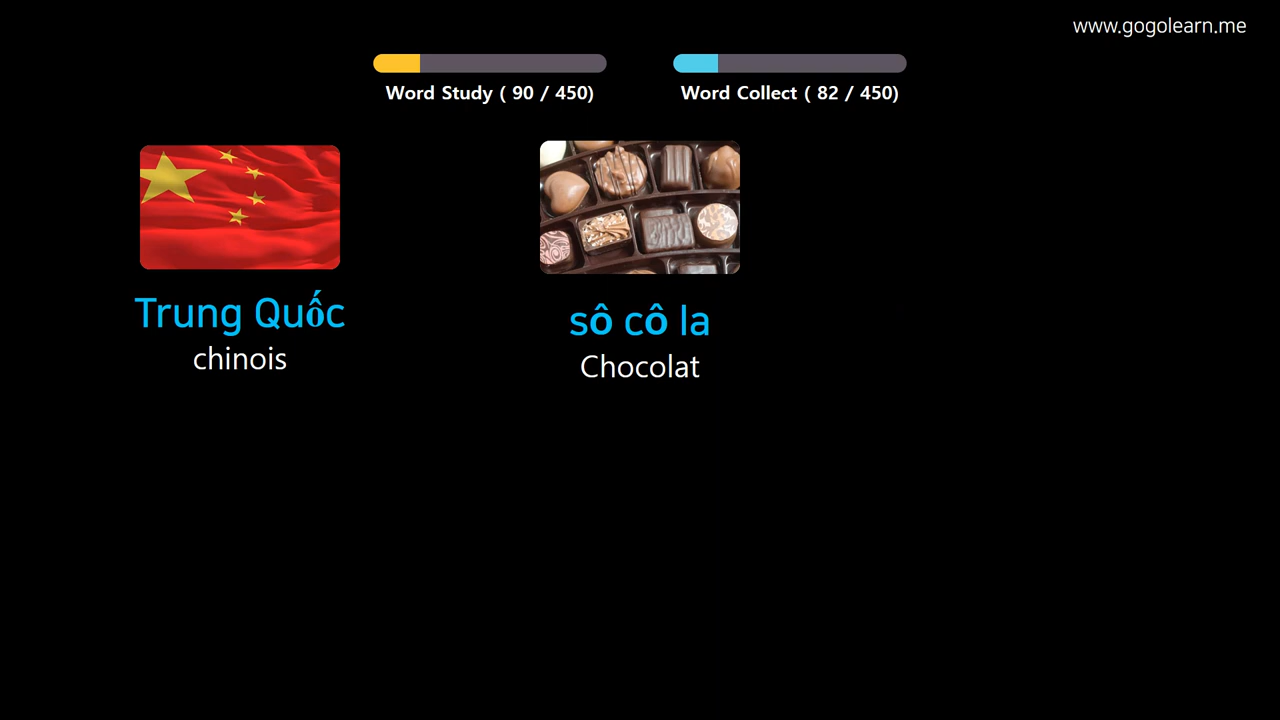 www.gogolearn.me
Word Study ( 90 / 450)
Word Collect ( 82 / 450)
Trung Quốc
chinois
sô cô la
Chocolat